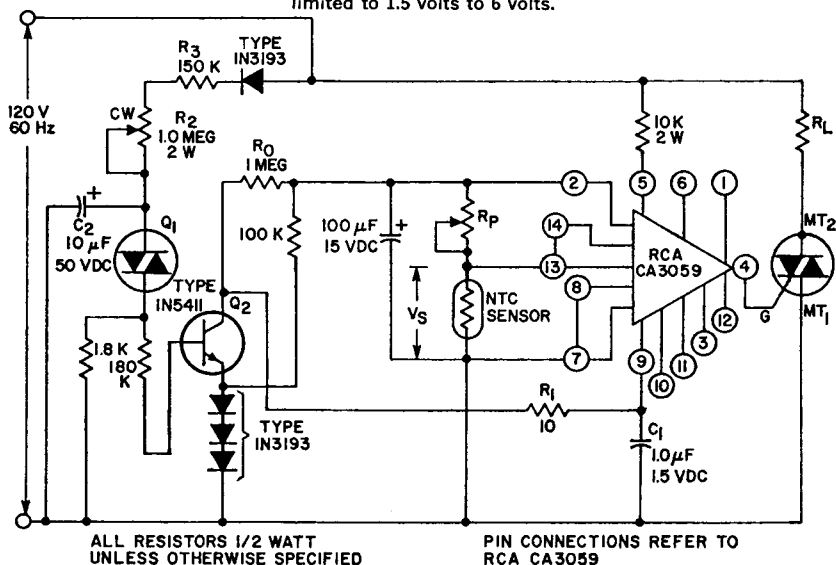 limited to 1.5 volts to 6 volts.
120 V
60 Hz
R3
150 K
TYPE
1N3193
CW
R2
1.0 MEG
2 W
C2
10 µF
50 VDC
+
Q1
TYPE
1N5411
Q2
RO
1 MEG
100 K
100 µF
15 VDC
+
RP
VS
NTC
SENSOR
1.8 K
180
K
TYPE
1N3193
R1
10
C1
1.0 µF
1.5 VDC
10K
2 W
RL
2
14
13
8
7
5
6
1
RCA
CA3059
4
12
3
11
10
9
G
MT2
MT1
ALL RESISTORS 1/2 WATT
UNLESS OTHERWISE SPECIFIED
PIN CONNECTIONS REFER TO
RCA CA3059